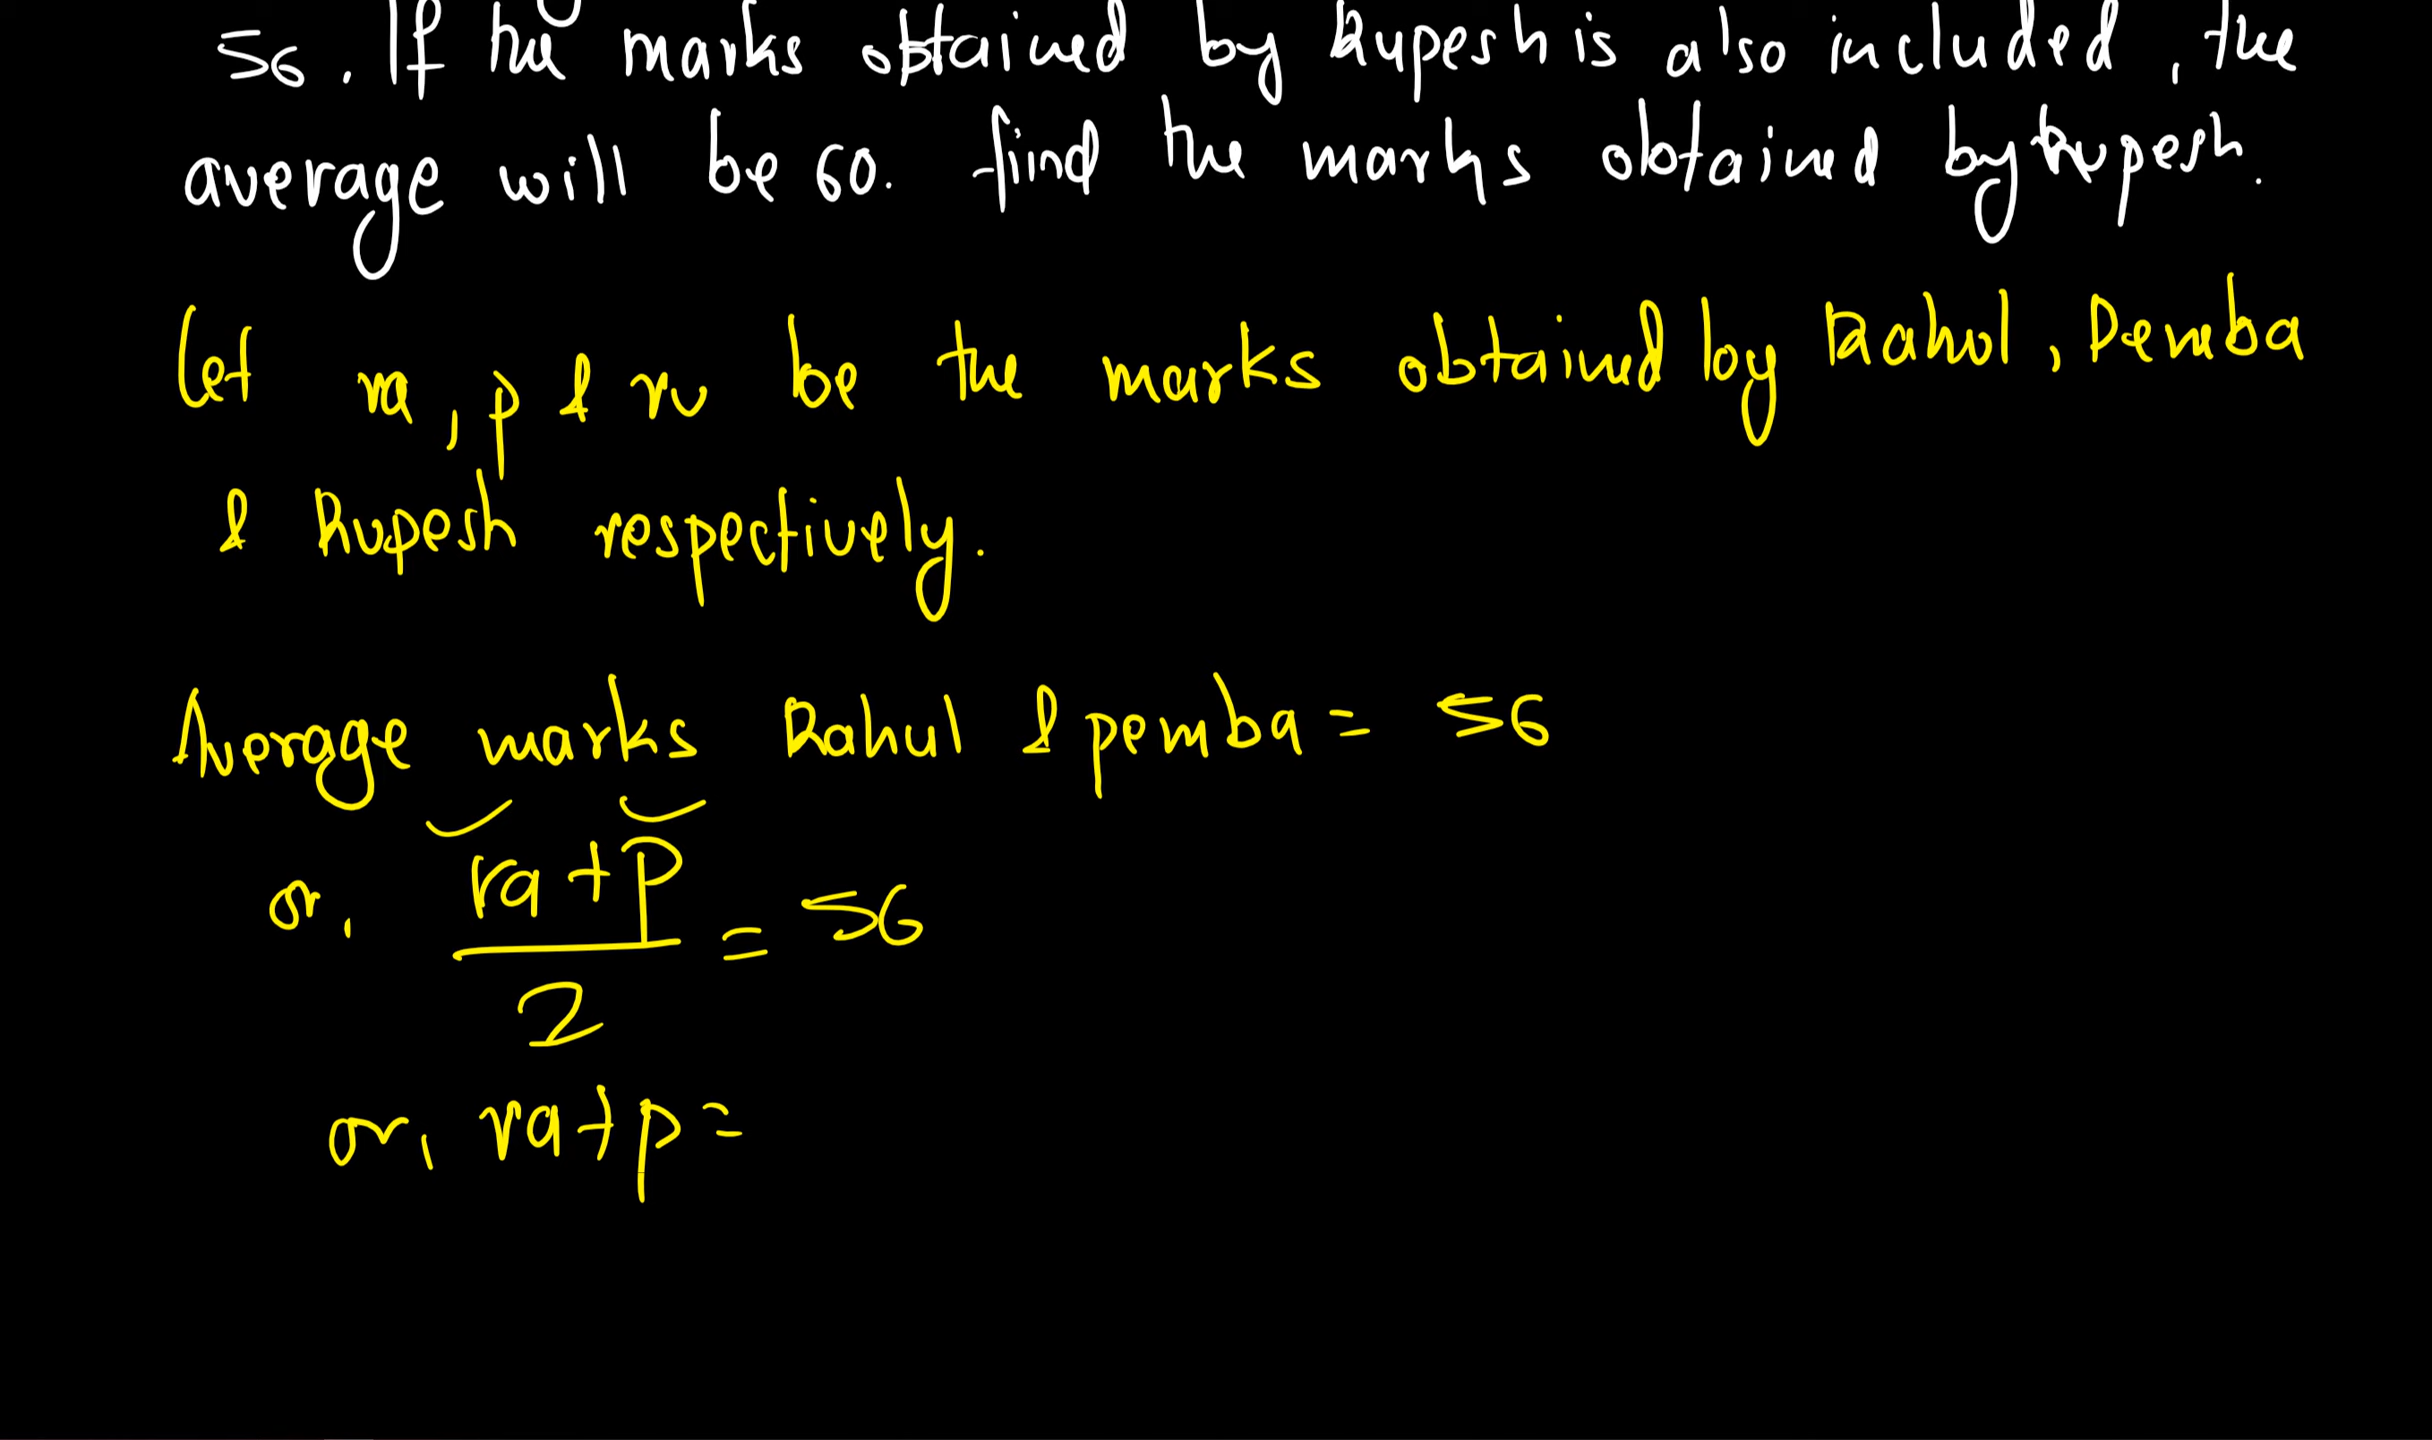 56. If the marks obtained by Rupesh is also included, the
average will be 60. find the marks obtained by Rupesh.
Let ra, p & ru be the marks obtained by Rahul, Pemba
& Rupesh respectively.
Average marks Rahul & pemba = 56
or, ra+p
2
= 56
or, ra+p =